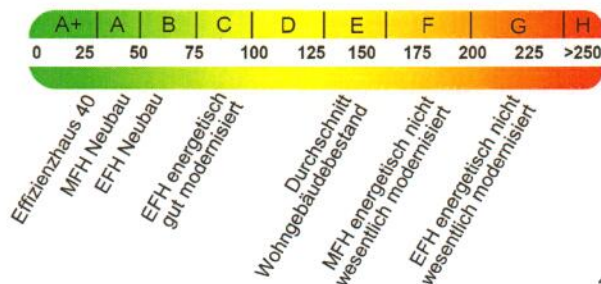 A+ A B C D E F G H
0 25 50 75 100 125 150 175 200 225 >250
Effizienzhaus 40
MFH Neubau
EFH Neubau
EFH energetisch
gut modernisiert
Durchschnitt
Wohngebäudebestand
MFH energetisch nicht
wesentlich modernisiert
EFH energetisch nicht
wesentlich modernisiert